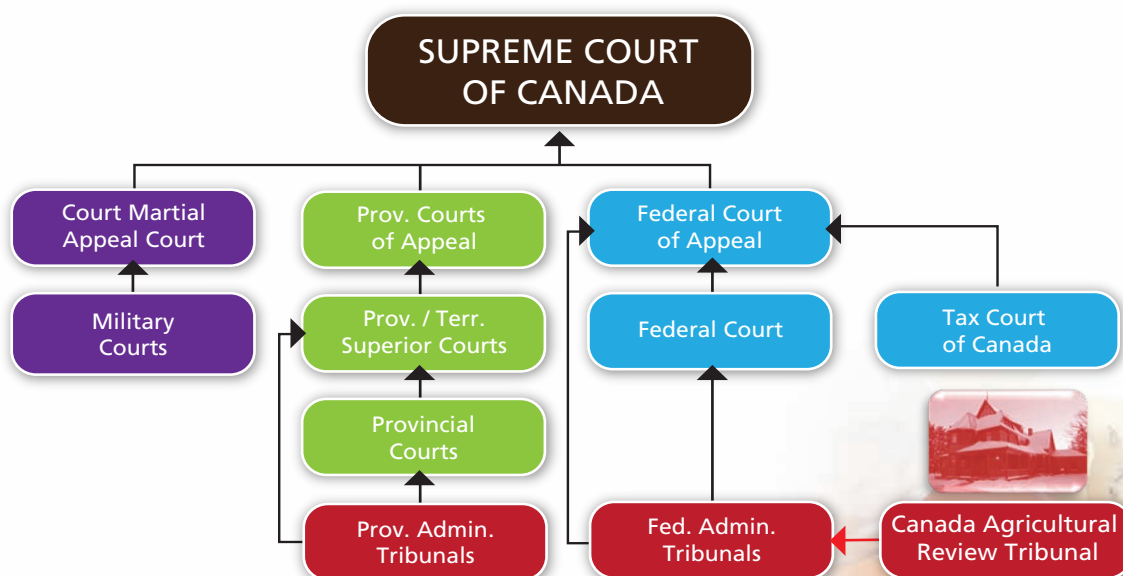 SUPREME COURT
OF CANADA
Court Martial
Appeal Court
Prov. Courts
of Appeal
Federal Court
of Appeal
Military
Courts
Prov. / Terr.
Superior Courts
Federal Court
Tax Court
of Canada
Provincial
Courts
Prov. Admin.
Tribunals
Fed. Admin.
Tribunals
Canada Agricultural
Review Tribunal